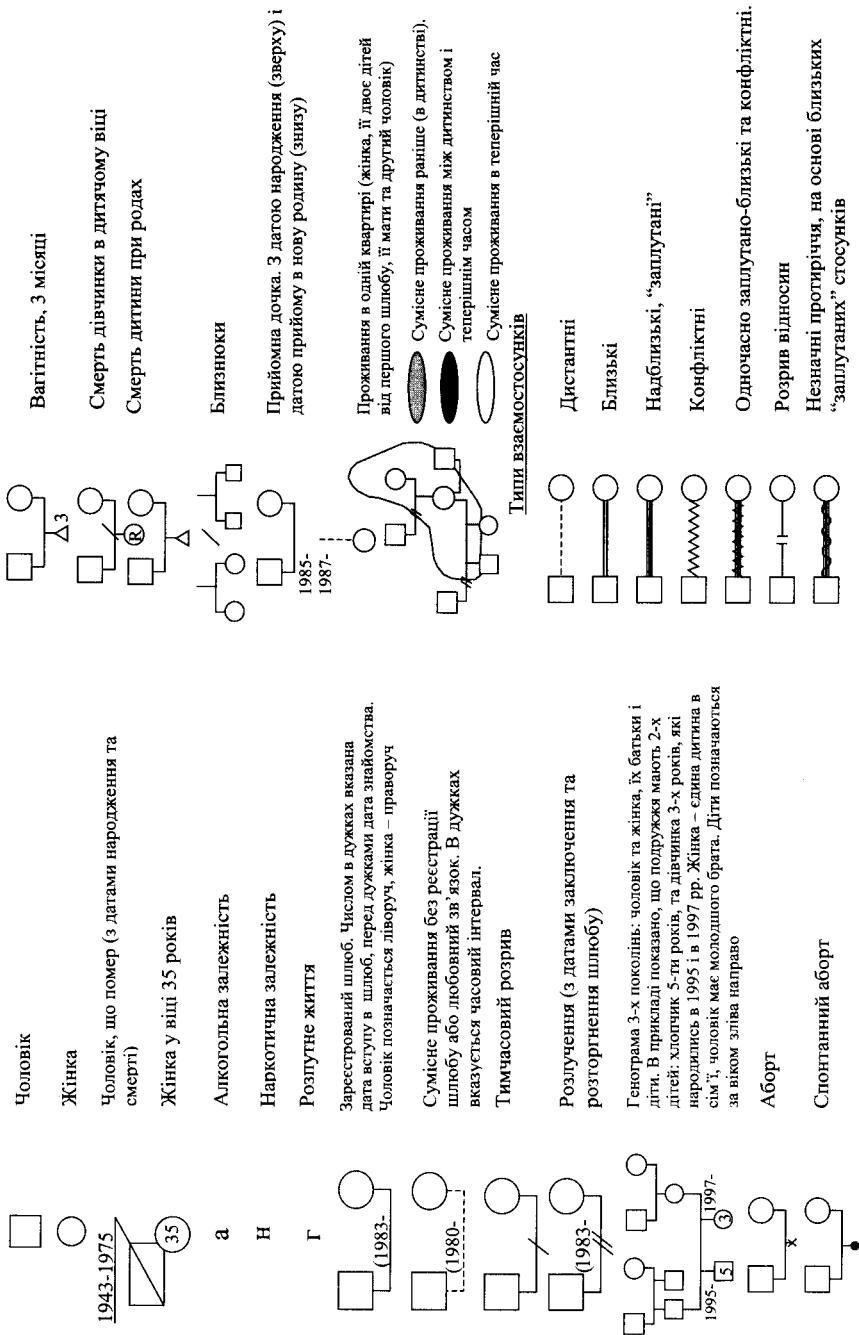 Чоловік
Жінка
1943-1975
Чоловік, що помер (з датами народження та
смерті)
35
Жінка у віці 35 років
а
Алкогольна залежність
н
Наркотична залежність
г
Розпутне життя
(1983-
Зареєстрований шлюб. Числом в дужках вказана
дата вступу в шлюб, перед дужками дата знайомства.
Чоловік позначається ліворуч, жінка – праворуч
(1980-
Сумісне проживання без реєстрації
шлюбу або любовний зв'язок. В дужках
вказується часовий інтервал.
Тимчасовий розрив
(1983-
Розлучення (з датами заключення та
розторгнення шлюбу)
1995-
5
1997-
3
Генограма 3-х поколінь: чоловік та жінка, їх батьки і
діти. В прикладі показано, що подружжя мають 2-х
дітей: хлопчик 5-ти років, та дівчинка 3-х років, які
народились в 1995 і в 1997 рр. Жінка – єдина дитина в
сім'ї, чоловік має молодшого брата. Діти позначаються
за віком зліва направо
Аборт
Спонтанний аборт
3
Вагітність, 3 місяці
R
Смерть дівчинки в дитячому віці
Смерть дитини при родах
Близнюки
1985-
1987-
Прийомна дочка. З датою народження (зверху) і
датою прийому в нову родину (знизу)
Проживання в одній квартирі (жінка, її двоє дітей
від першого шлюбу, її мати та другий чоловік)
Сумісне проживання раніше (в дитинстві).
Сумісне проживання між дитинством і
теперішнім часом
Сумісне проживання в теперішній час
Типи взаємостосунків
Дистантні
Близькі
Надблизькі, “заплутані”
Конфліктні
Одночасно заплутано-близькі та конфліктні.
Розрив відносин
Незначні протиріччя, на основі близьких
“заплутаних” стосунків